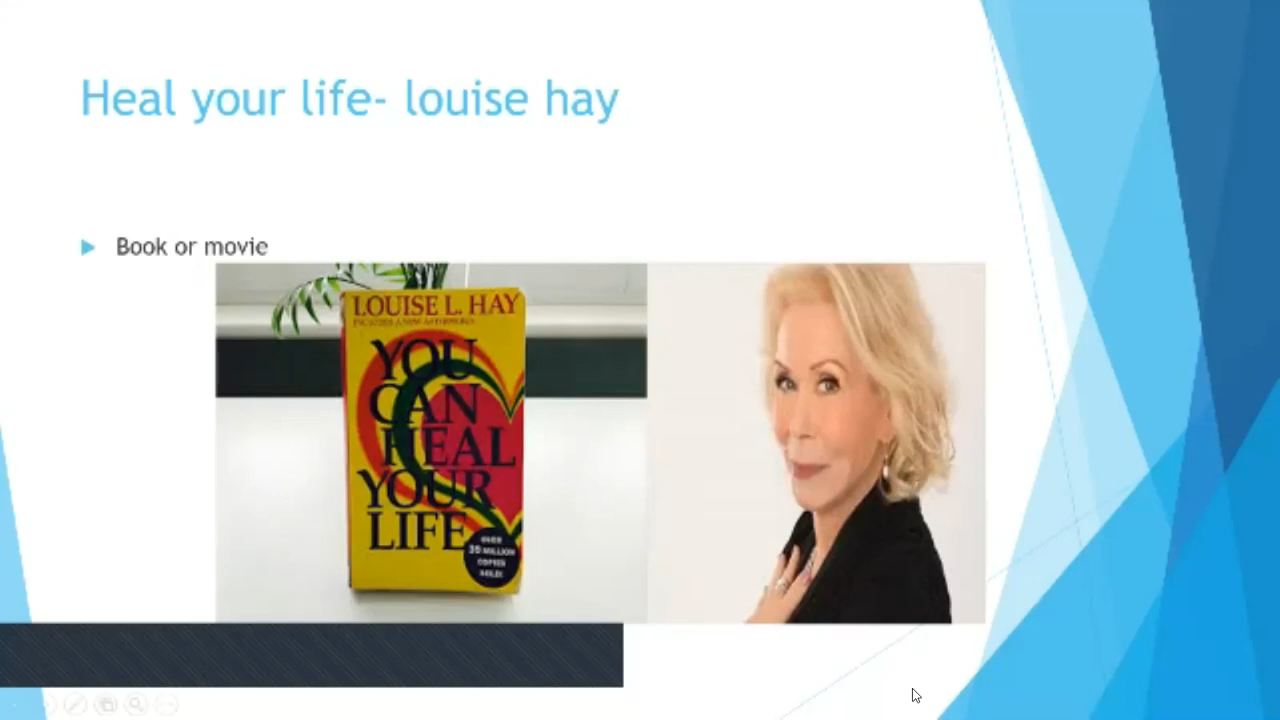 Heal your life- louise hay
Book or movie
LOUISE L. HAY
YOU
CAN
HEAL
YOUR
LIFE
OVER
35 MILLION
COPIES
SOLD!